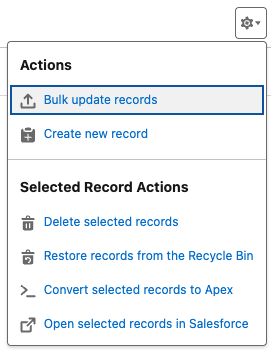 Actions
Bulk update records
Create new record
Selected Record Actions
Delete selected records
Restore records from the Recycle Bin
Convert selected records to Apex
Open selected records in Salesforce